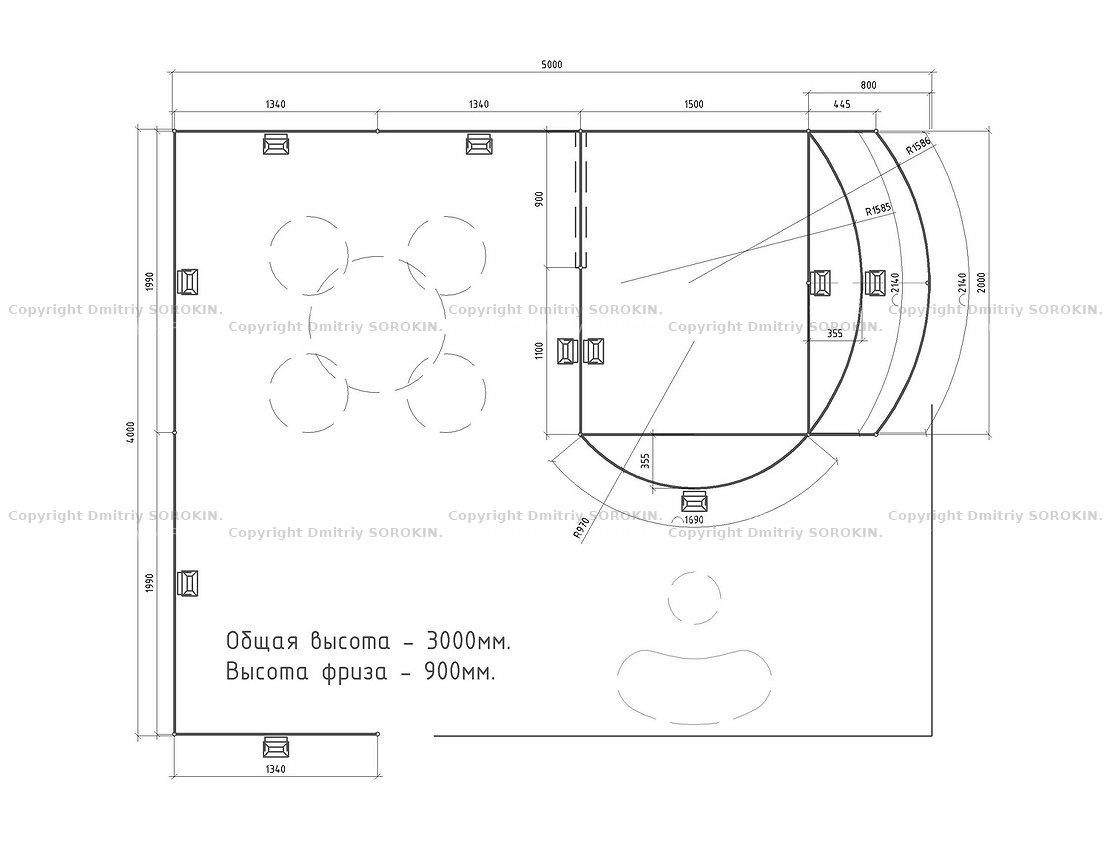 5000
800
1340
1340
1500
445
R1586
900
R1585
1990
2140
2140
2000
Copyright Dmitriy SOROKIN. Copyright Dmitriy SOROKIN. Copyright Dmitriy SOROKIN.
Copyright Dmitriy SOROKIN. Copyright Dmitriy SOROKIN.
355
1100
4000
355
Copyright Dmitriy SOROKIN. Copyright Dmitriy SOROKIN. Copyright Dmitriy SOROKIN.
1690
R970
Copyright Dmitriy SOROKIN. Copyright Dmitriy SOROKIN.
1990
Общая высота - 3000мм.
Высота фриза - 900мм.
1340